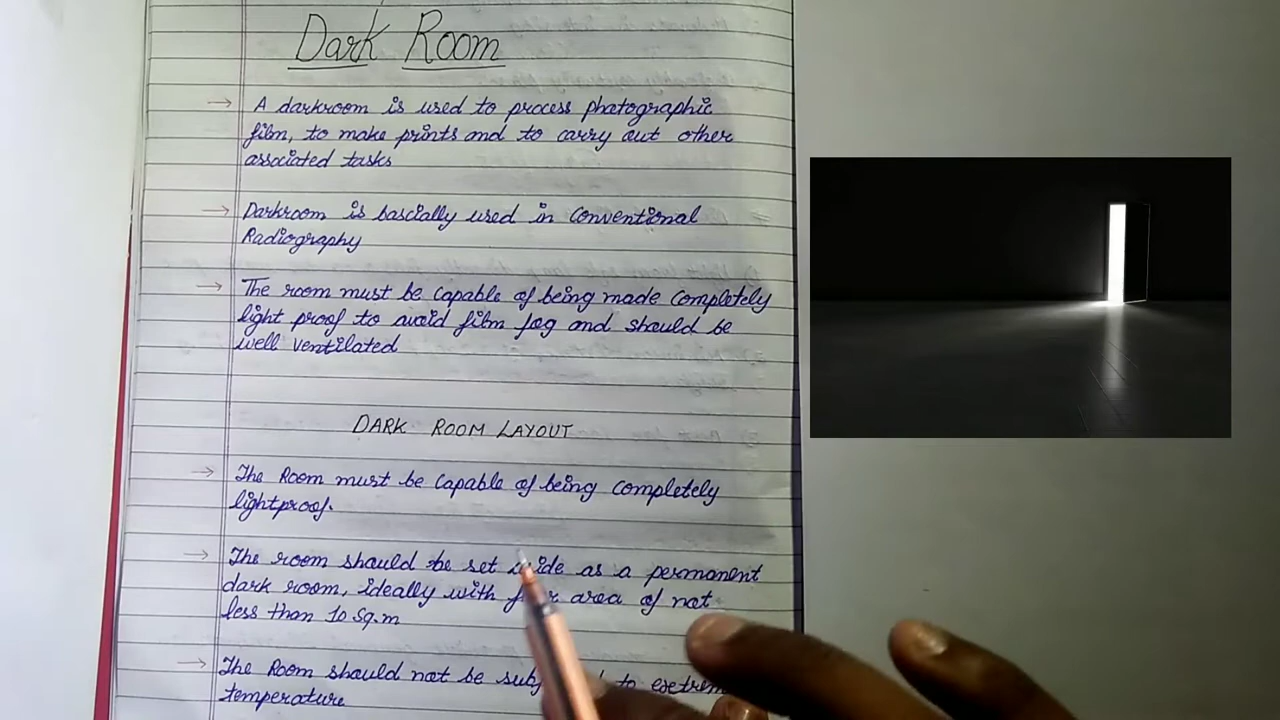 Dark Room
A darkroom is used to process photographic
film, to make prints and to carry out other
associated tasks
Darkroom is bascially used in Conventional
Radiography
The room must be capable of being made completely
light proof to avoid film fog and should be
well ventilated
DARK ROOM LAYOUT
The Room must be capable of being completely
lightproof.
The room should be set as a permanent
dark room, ideally with area of not
less than 10 Sq.m
The Room should not be to
temperature